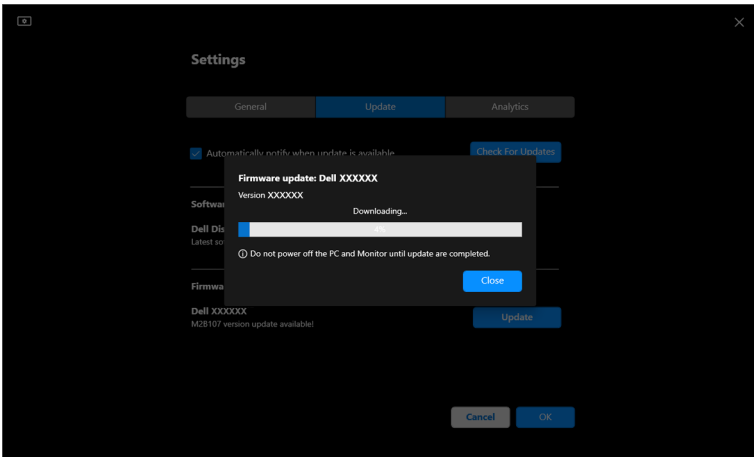 Settings
General
Update
Analytics
Automatically notify when update is available
Check For Updates
Firmware update: Dell XXXXXX
Version XXXXXX
Downloading...
4%
Do not power off the PC and Monitor until update are completed.
Close
Dell XXXXXX
M2B107 version update available!
Update
Cancel
OK